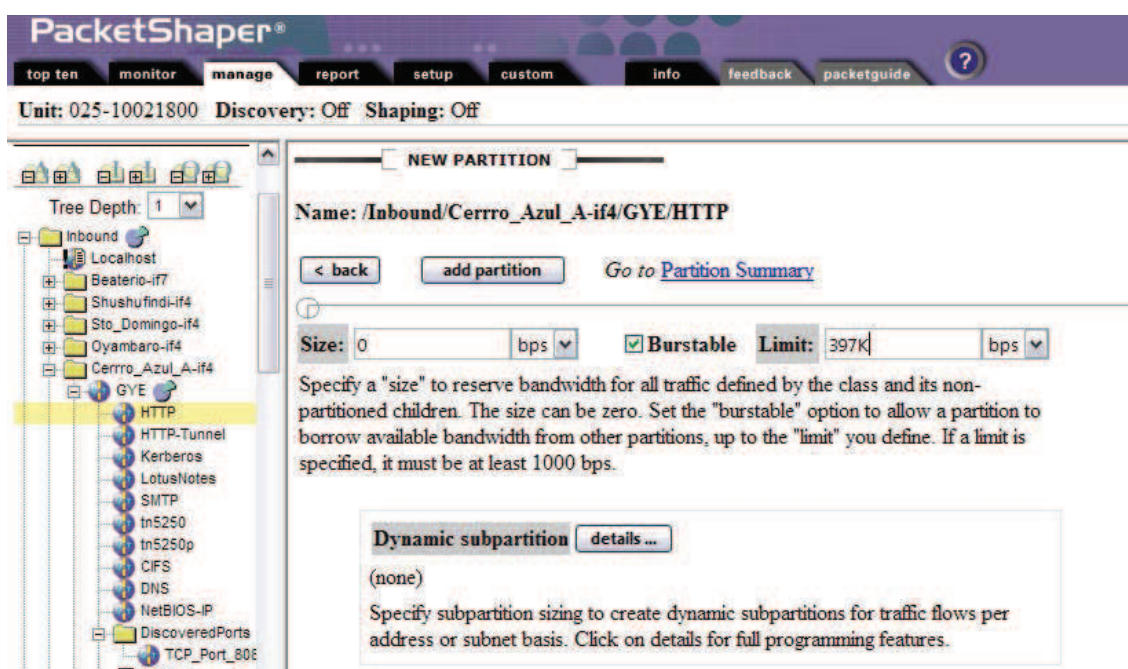 PacketShaper®
top ten monitor manage report setup custom info feedback packetguide ?
Unit: 025-10021800 Discovery: Off Shaping: Off
Tree Depth: 1
Inbound
Localhost
Beaterio-if7
Shushufindi-if4
Sto_Domingo-if4
Oyambaro-if4
Cerrro_Azul_A-if4
GYE
HTTP
HTTP-Tunnel
Kerberos
LotusNotes
SMTP
tn5250
tn5250p
CIFS
DNS
NetBIOS-IP
DiscoveredPorts
TCP_Port_808
NEW PARTITION
Name: /Inbound/Cerrro_Azul_A-if4/GYE/HTTP
< back add partition Go to Partition Summary
Size: 0 bps Burstable Limit: 397K bps
Specify a "size" to reserve bandwidth for all traffic defined by the class and its non-
partitioned children. The size can be zero. Set the "burstable" option to allow a partition to
borrow available bandwidth from other partitions, up to the "limit" you define. If a limit is
specified, it must be at least 1000 bps.
Dynamic subpartition details ...
(none)
Specify subpartition sizing to create dynamic subpartitions for traffic flows per
address or subnet basis. Click on details for full programming features.